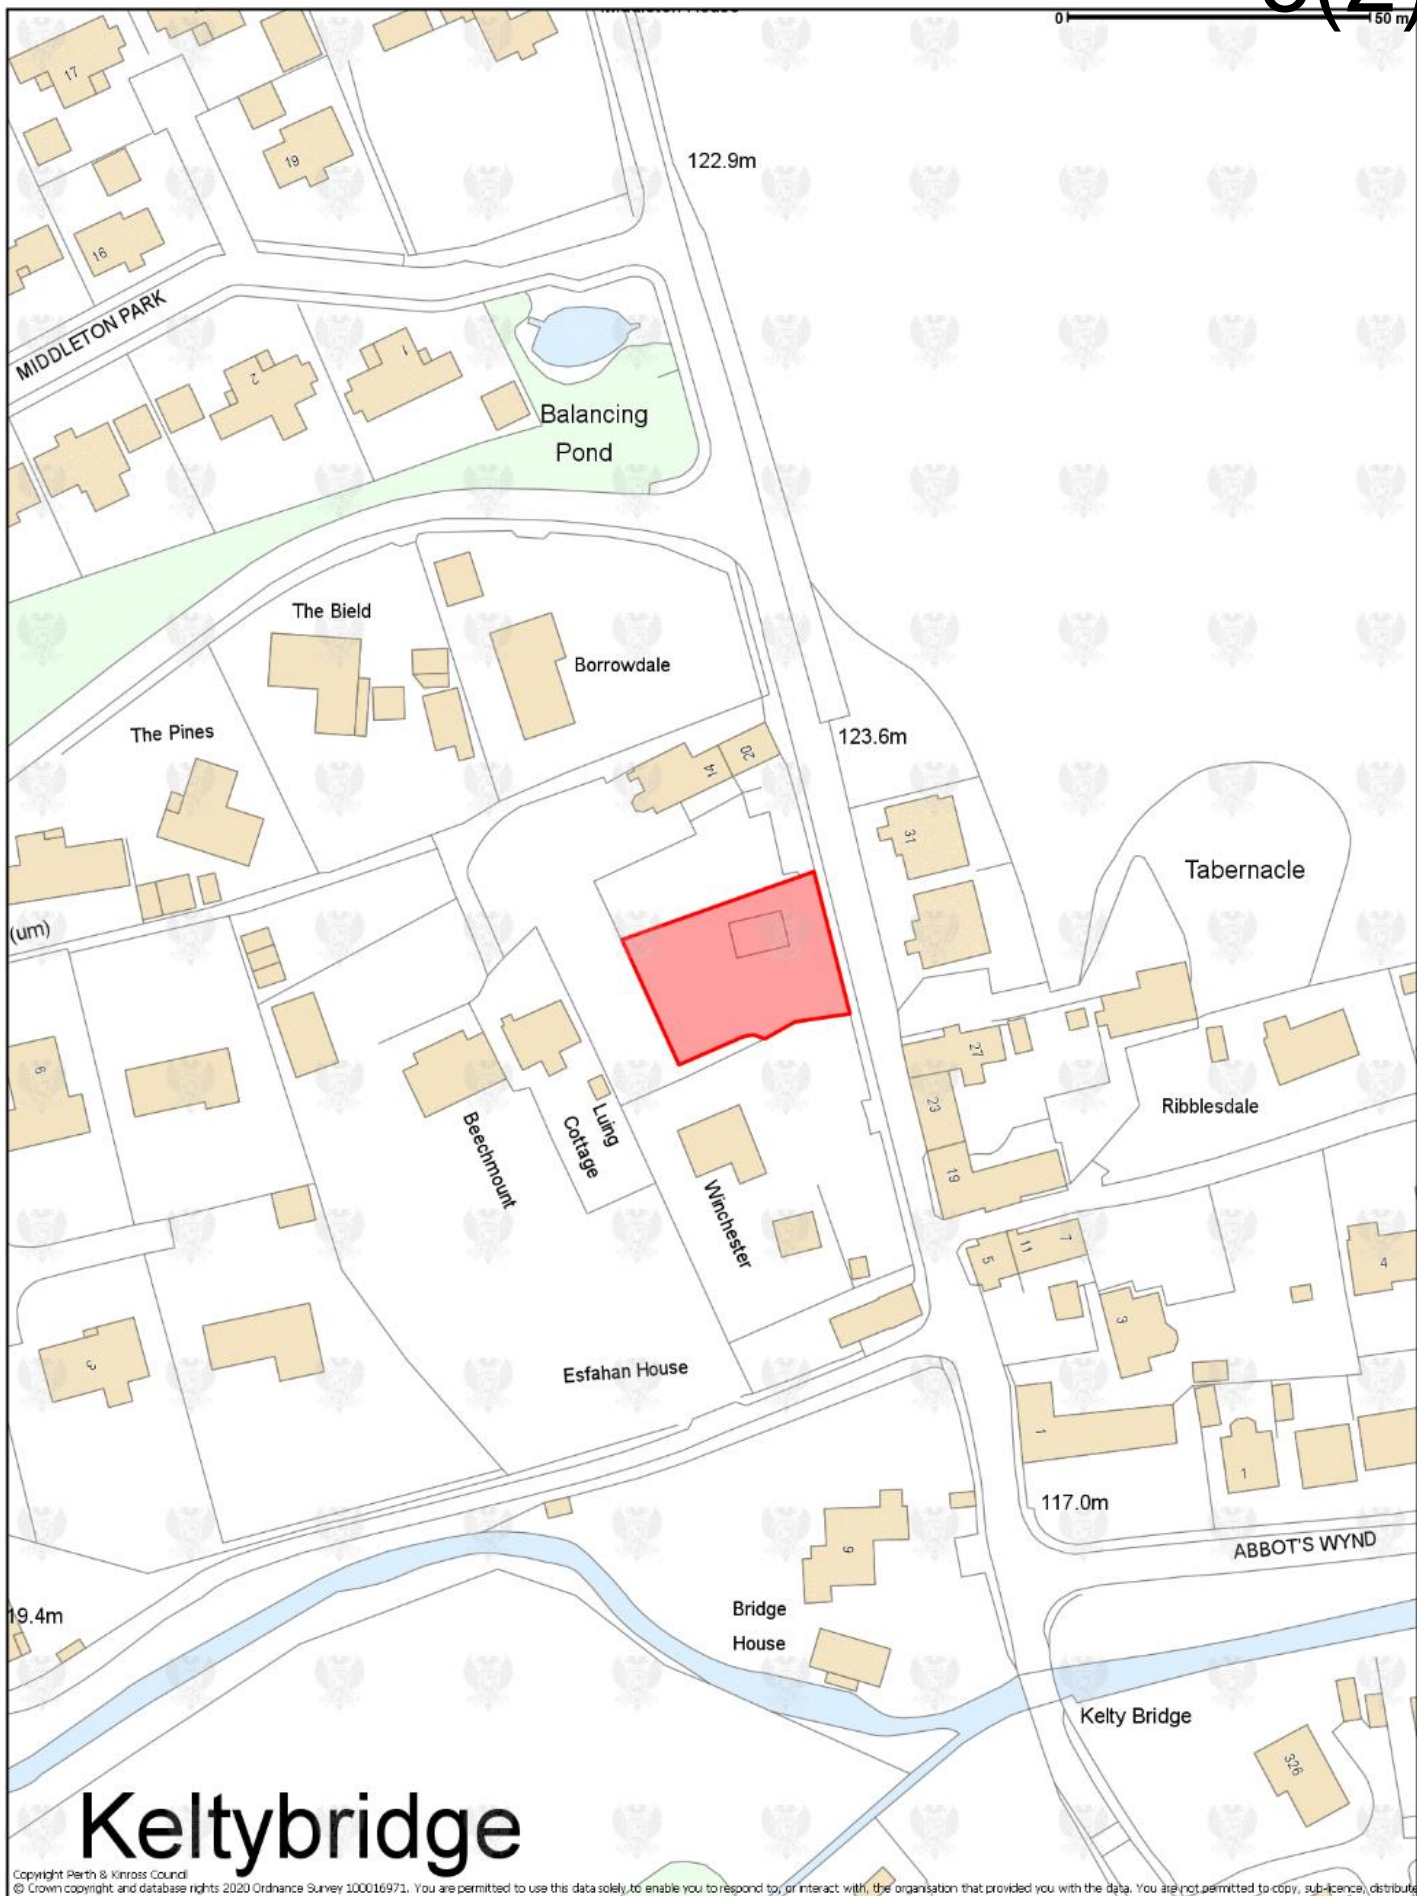 0
50 m
17
122.9m
19
16
MIDDLETON PARK
1
2
Balancing
Pond
The Bield
Borrowdale
The Pines
123.6m
20
14
31
Tabernacle
(um)
27
6
23
Ribblesdale
Luing
Cottage
Beechmount
19
Winchester
7
11
5
4
3
3
Esfahan House
1
1
117.0m
ABBOT'S WYND
9
19.4m
Bridge
House
Kelty Bridge
326
Keltybridge
Copyright Perth & Kinross Council
© Crown copyright and database rights 2020 Ordnance Survey 100016971. You are permitted to use this data solely to enable you to respond to, or interact with, the organisation that provided you with the data. You are not permitted to copy, sub-licence, distribute